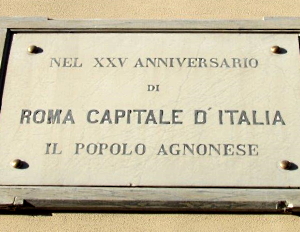 NEL XXV ANNIVERSARIO
DI
ROMA CAPITALE D'ITALIA
IL POPOLO AGNONESE